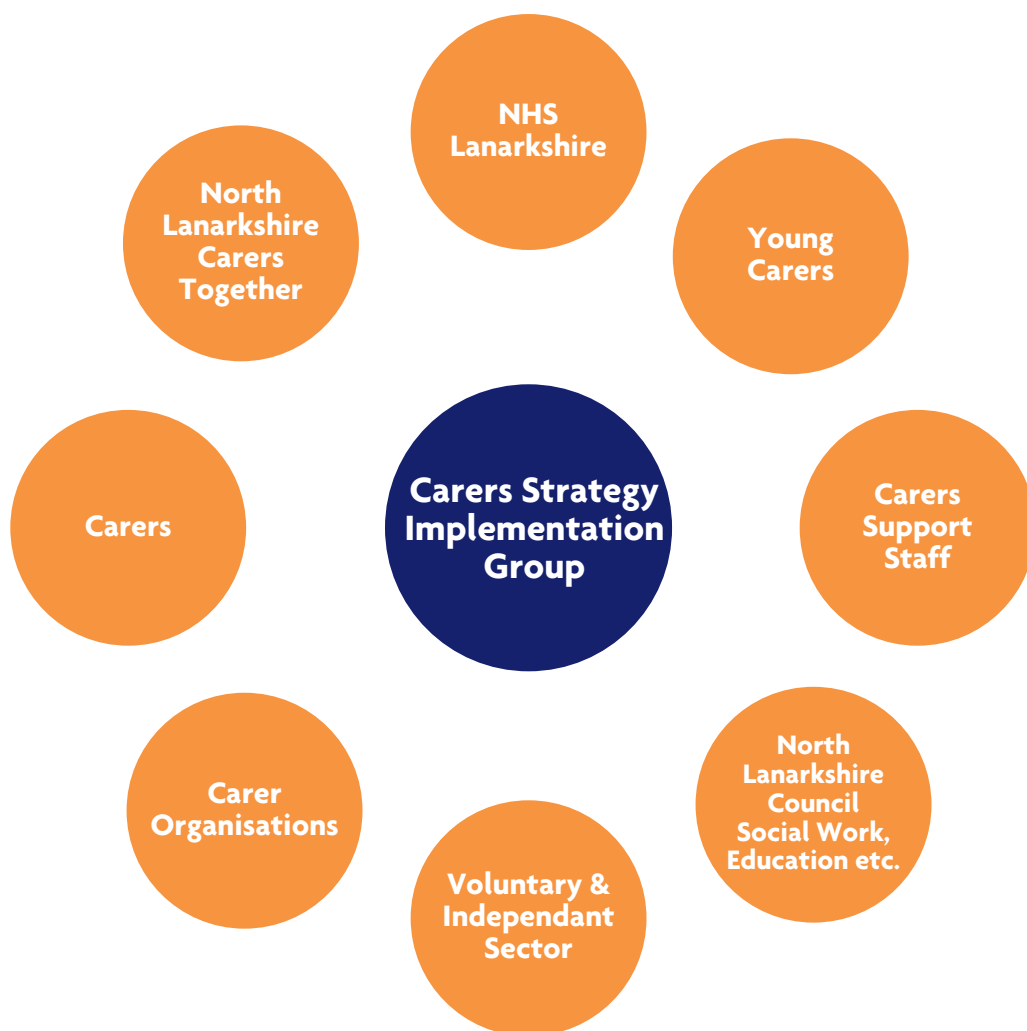 NHS
Lanarkshire
North
Lanarkshire
Carers
Together
Young
Carers
Carers Strategy
Implementation
Group
Carers
Carers
Support
Staff
North
Lanarkshire
Council
Social Work,
Education etc.
Carer
Organisations
Voluntary &
Independant
Sector